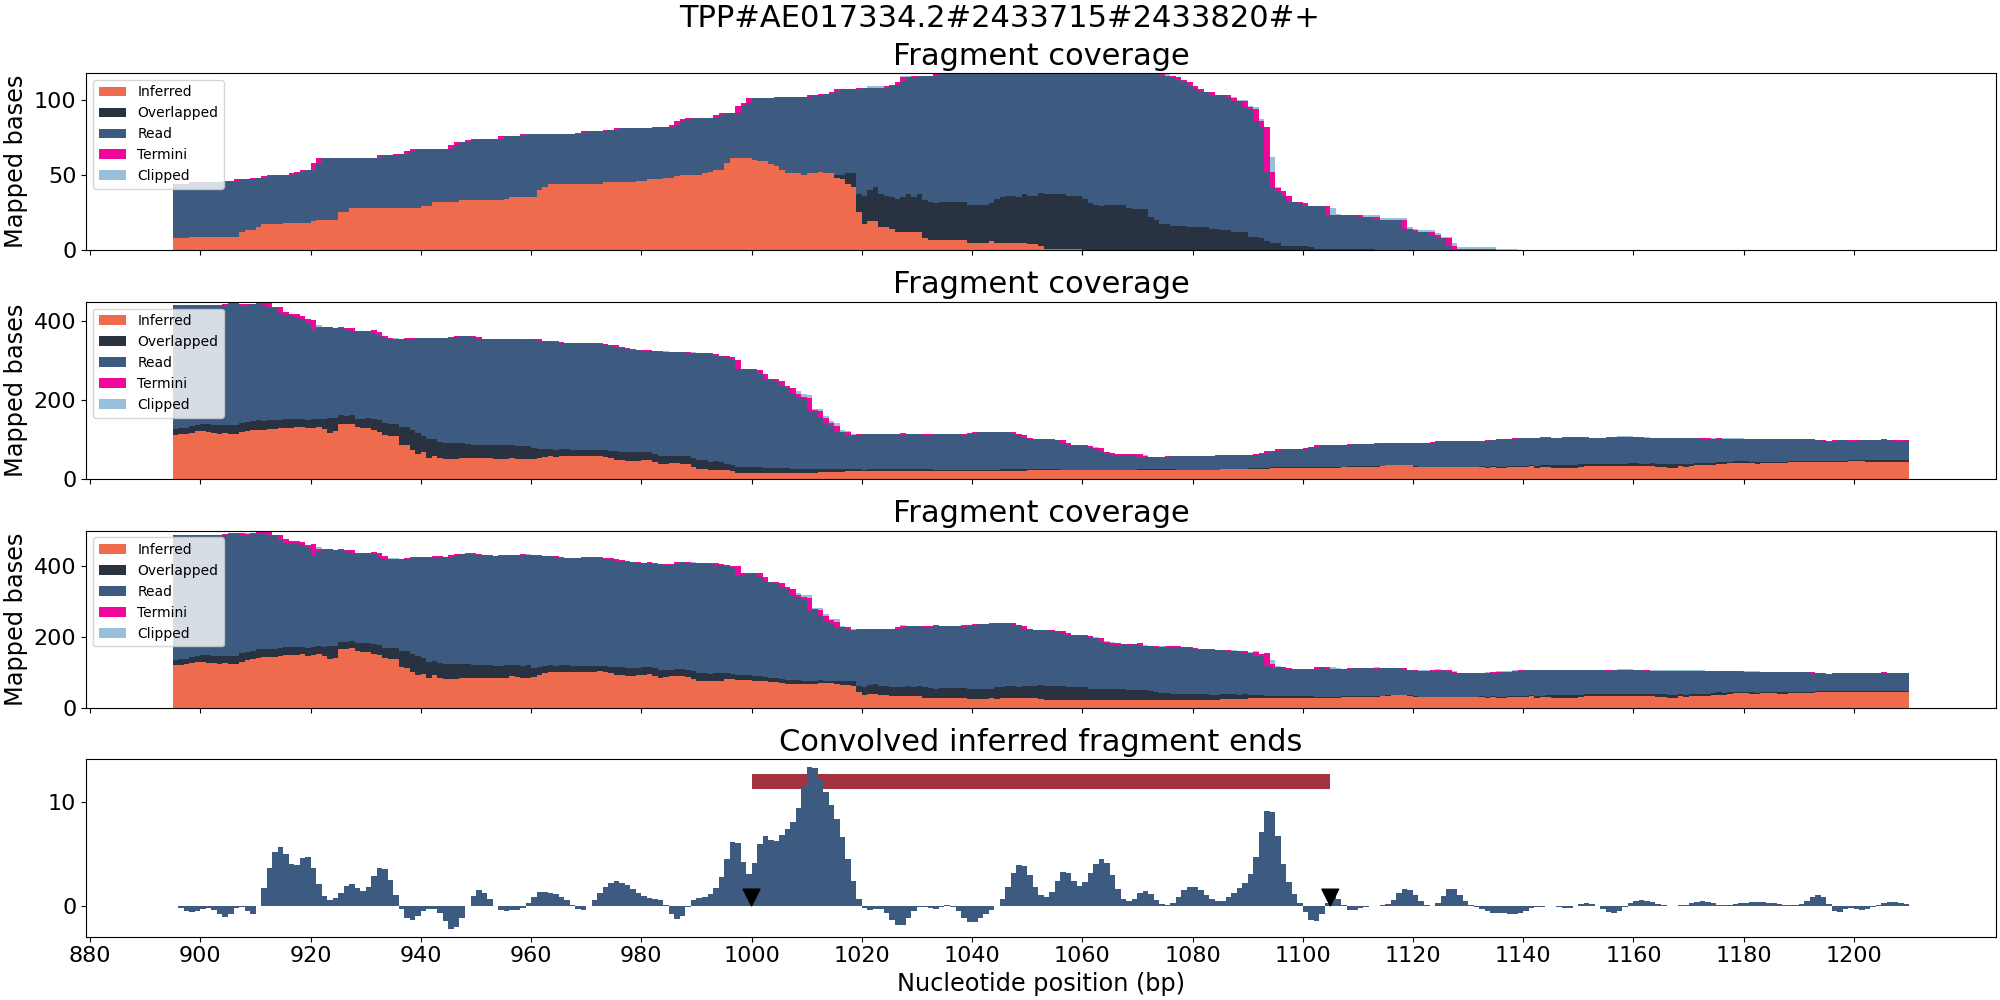 TPP#AE017334.2#2433715#2433820#+
Fragment coverage
Mapped bases
100
50
0
Inferred
Overlapped
Read
Termini
Clipped
Fragment coverage
Mapped bases
400
200
0
Inferred
Overlapped
Read
Termini
Clipped
Fragment coverage
Mapped bases
400
200
0
Inferred
Overlapped
Read
Termini
Clipped
Convolved inferred fragment ends
10
0
880 900 920 940 960 980 1000 1020 1040 1060 1080 1100 1120 1140 1160 1180 1200
Nucleotide position (bp)